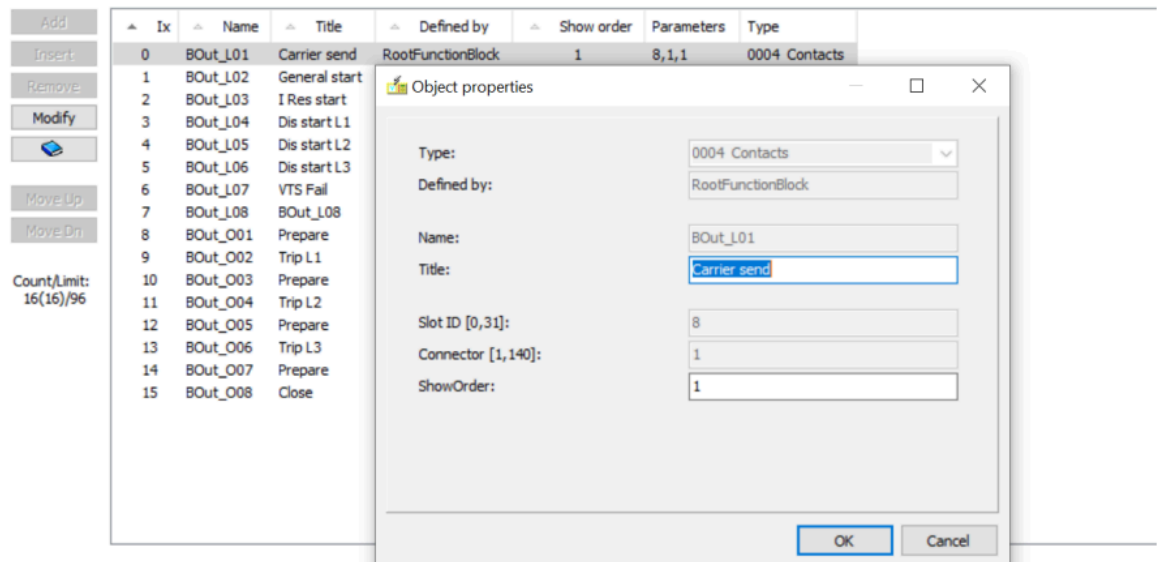 Add
Insert
Remove
Modify
Move Up
Move Dn
Count/Limit:
16(16)/96
Ix Name Title Defined by Show order Parameters Type
0 BOut_L01 Carrier send RootFunctionBlock 1 8,1,1 0004 Contacts
1 BOut_L02 General start
2 BOut_L03 I Res start
3 BOut_L04 Dis start L1
4 BOut_L05 Dis start L2
5 BOut_L06 Dis start L3
6 BOut_L07 VTS Fail
7 BOut_L08 BOut_L08
8 BOut_O01 Prepare
9 BOut_O02 Trip L1
10 BOut_O03 Prepare
11 BOut_O04 Trip L2
12 BOut_O05 Prepare
13 BOut_O06 Trip L3
14 BOut_O07 Prepare
15 BOut_O08 Close
Object properties
Type: 0004 Contacts
Defined by: RootFunctionBlock
Name: BOut_L01
Title: Carrier send
Slot ID [0,31]: 8
Connector [1,140]: 1
ShowOrder: 1
OK Cancel